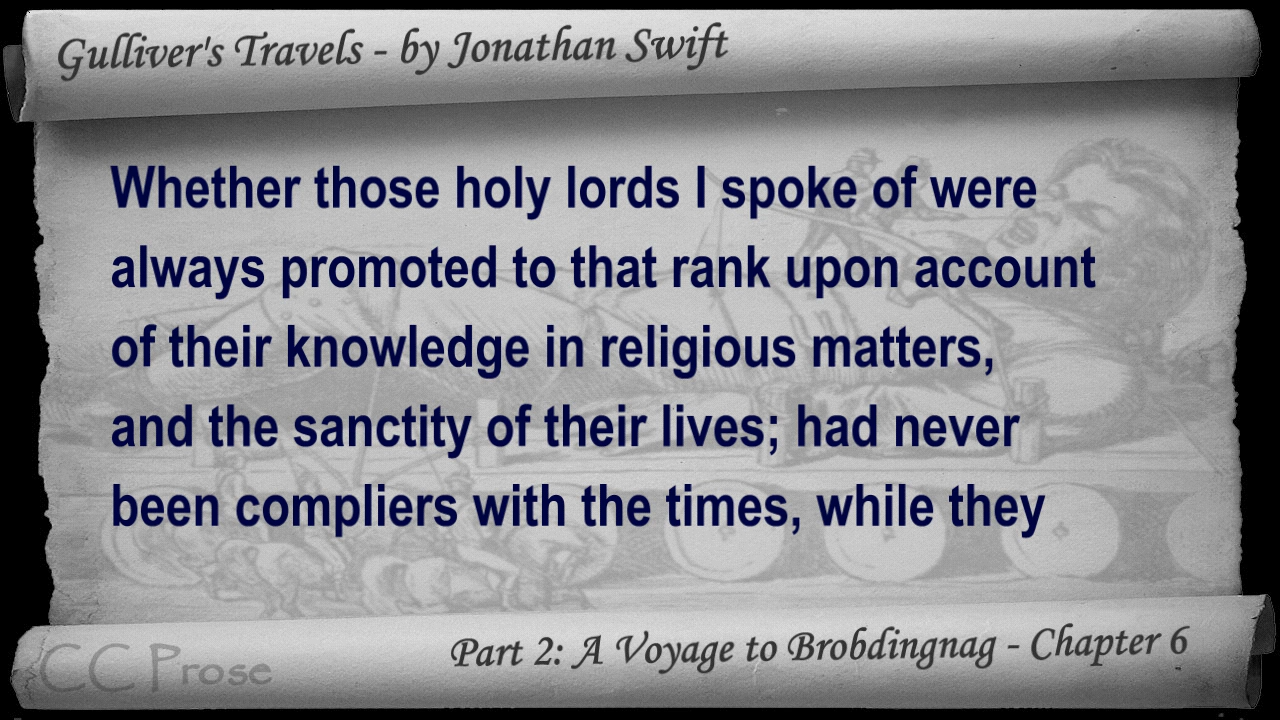 Gulliver's Travels - by Jonathan Swift
Whether those holy lords I spoke of were
always promoted to that rank upon account
of their knowledge in religious matters,
and the sanctity of their lives; had never
been compliers with the times, while they
Part 2: A Voyage to Brobdingnag - Chapter 6
CC Prose